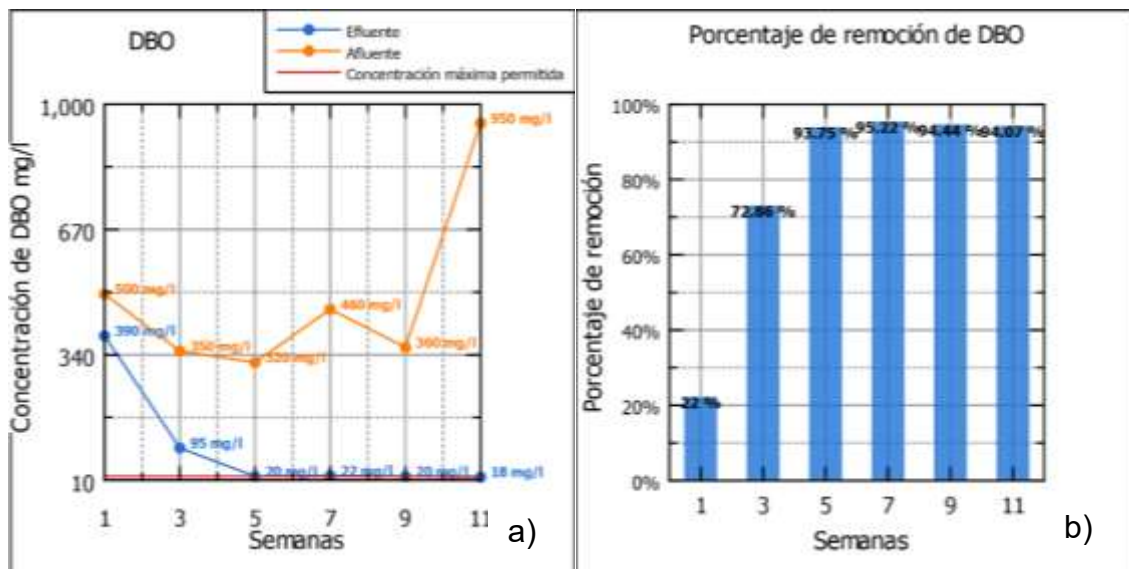 DBO
Efluente
Afluente
Concentración máxima permitida
Concentración de DBO mg/l
1,000
670
340
10
500 mg/l
350 mg/l
320 mg/l
460 mg/l
360 mg/l
950 mg/l
390 mg/l
95 mg/l
20 mg/l
22 mg/l
20 mg/l
18 mg/l
1 3 5 7 9 11
Semanas
a)
Porcentaje de remoción de DBO
Porcentaje de remoción
100%
80%
60%
40%
20%
0%
22 %
72.86 %
93.75 %
95.22 %
94.44 %
94.07 %
1 3 5 7 9 11
Semanas
b)